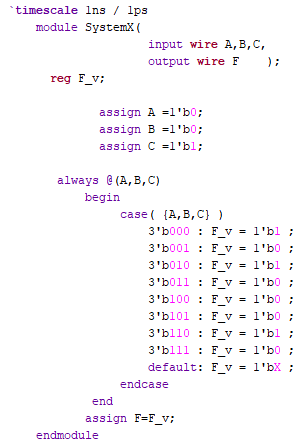 `timescale 1ns / 1ps
module SystemX(
input wire A,B,C,
output wire F    );
reg F_v;
assign A =1'b0;
assign B =1'b0;
assign C =1'b1;
always @(A,B,C)
begin
case( {A,B,C} )
3'b000 : F_v = 1'b1 ;
3'b001 : F_v = 1'b0 ;
3'b010 : F_v = 1'b1 ;
3'b011 : F_v = 1'b0 ;
3'b100 : F_v = 1'b0 ;
3'b101 : F_v = 1'b0 ;
3'b110 : F_v = 1'b1 ;
3'b111 : F_v = 1'b0 ;
default: F_v = 1'bX ;
endcase
end
assign F=F_v;
endmodule